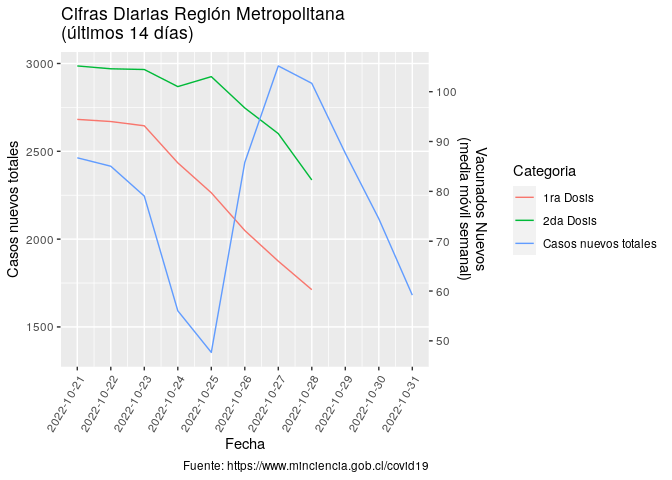 Cifras Diarias Región Metropolitana
(últimos 14 días)
Casos nuevos totales
3000
2500
2000
1500
100
90
80
70
60
50
Vacunados Nuevos
(media móvil semanal)
2022-10-21
2022-10-22
2022-10-23
2022-10-24
2022-10-25
2022-10-26
2022-10-27
2022-10-28
2022-10-29
2022-10-30
2022-10-31
Fecha
Categoria
1ra Dosis
2da Dosis
Casos nuevos totales
Fuente: https://www.minciencia.gob.cl/covid19